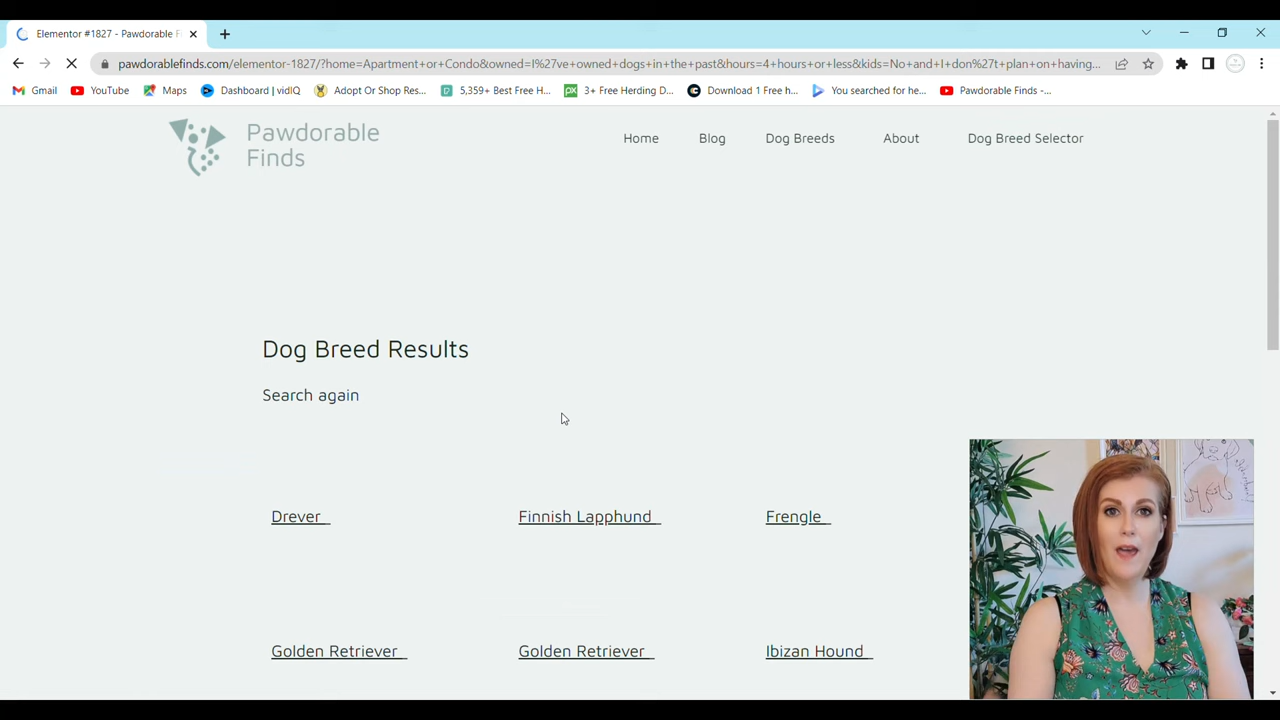 Elementor #1827 - Pawdorable F
pawdorablefinds.com/elementor-1827/?home=Apartment+or+Condo&owned=I%27ve+owned+dogs+in+the+past&hours=4+hours+or+less&kids=No+and+I+don%27t+plan+on+having...
Gmail YouTube Maps Dashboard | vidIQ Adopt Or Shop Res... 5,359+ Best Free H... 3+ Free Herding D... Download 1 Free h... You searched for he... Pawdorable Finds -...
Pawdorable
Finds
Home Blog Dog Breeds About Dog Breed Selector
Dog Breed Results
Search again
Drever Finnish Lapphund Frengle
Golden Retriever Golden Retriever Ibizan Hound